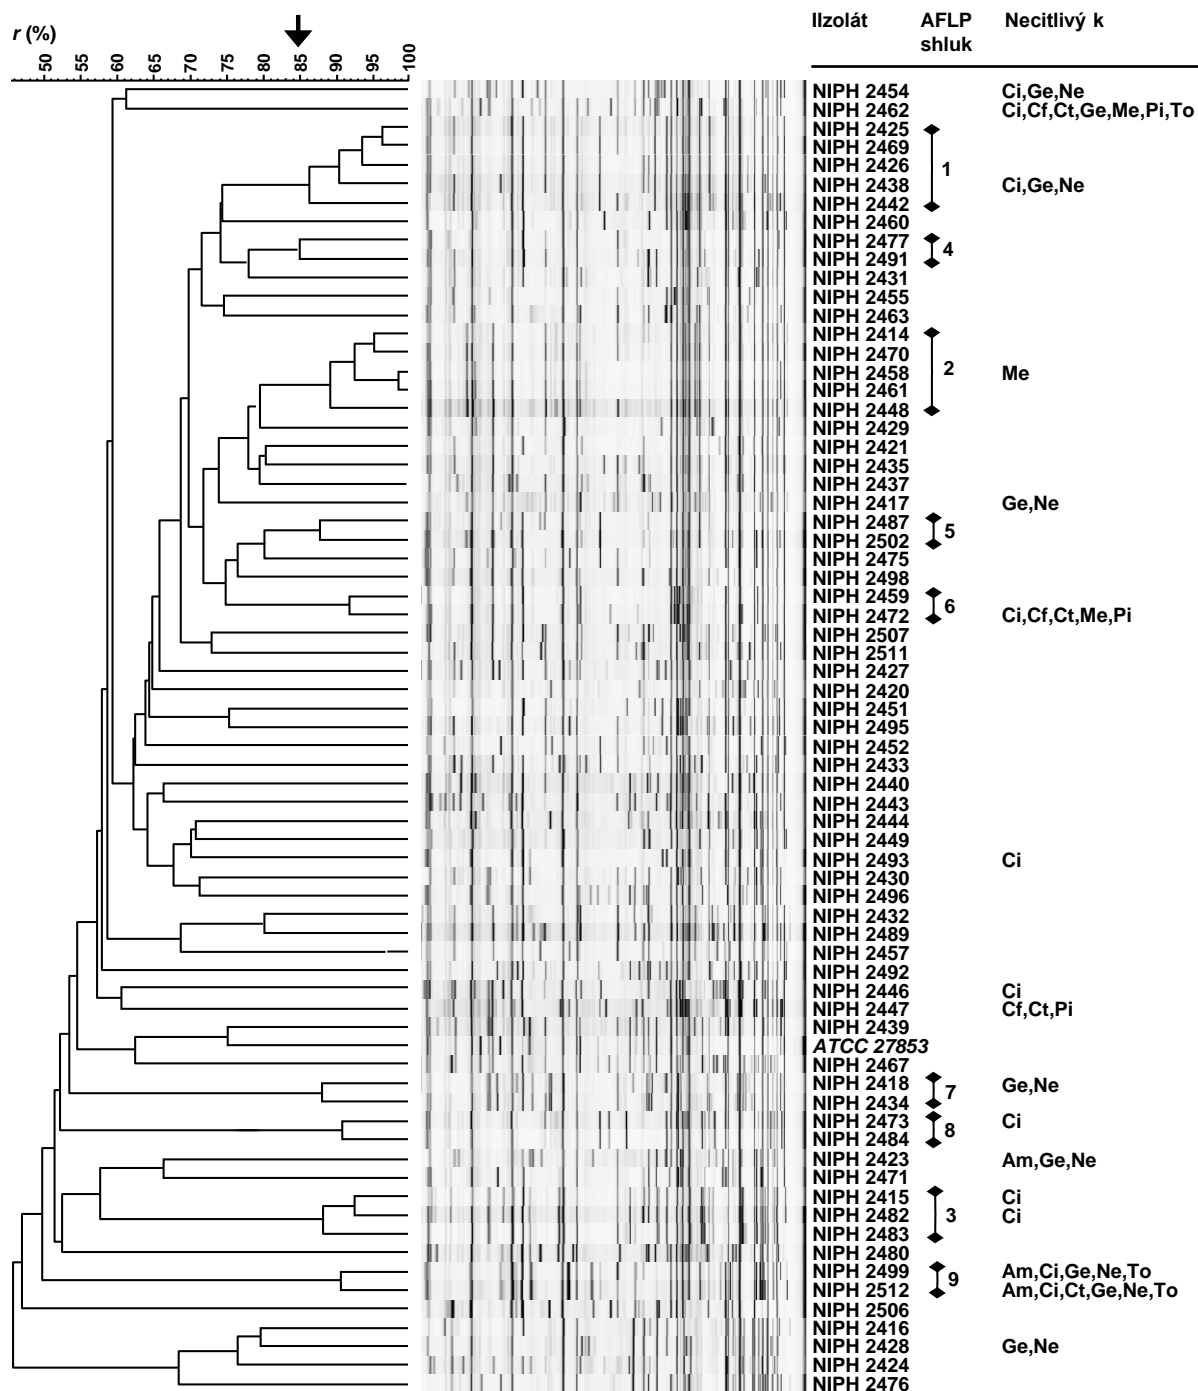 r (%)
50 55 60 65 70 75 80 85 90 95 100
IIzolát AFLP shluk Necitlivý k
NIPH 2454 Ci,Ge,Ne
NIPH 2462 Ci,Cf,Ct,Ge,Me,Pi,To
NIPH 2425
NIPH 2469
NIPH 2426 1
NIPH 2438 Ci,Ge,Ne
NIPH 2442
NIPH 2460
NIPH 2477 4
NIPH 2491
NIPH 2431
NIPH 2455
NIPH 2463
NIPH 2414
NIPH 2470
NIPH 2458 2 Me
NIPH 2461
NIPH 2448
NIPH 2429
NIPH 2421
NIPH 2435
NIPH 2437
NIPH 2417 Ge,Ne
NIPH 2487 5
NIPH 2502
NIPH 2475
NIPH 2498
NIPH 2459 6
NIPH 2472 Ci,Cf,Ct,Me,Pi
NIPH 2507
NIPH 2511
NIPH 2427
NIPH 2420
NIPH 2451
NIPH 2495
NIPH 2452
NIPH 2433
NIPH 2440
NIPH 2443
NIPH 2444
NIPH 2449
NIPH 2493 Ci
NIPH 2430
NIPH 2496
NIPH 2432
NIPH 2489
NIPH 2457
NIPH 2492
NIPH 2446 Ci
NIPH 2447 Cf,Ct,Pi
NIPH 2439
ATCC 27853
NIPH 2467
NIPH 2418 7 Ge,Ne
NIPH 2434
NIPH 2473 8 Ci
NIPH 2484
NIPH 2423 Am,Ge,Ne
NIPH 2471
NIPH 2415 Ci
NIPH 2482 3 Ci
NIPH 2483
NIPH 2480
NIPH 2499 9 Am,Ci,Ge,Ne,To
NIPH 2512 Am,Ci,Ct,Ge,Ne,To
NIPH 2506
NIPH 2416
NIPH 2428 Ge,Ne
NIPH 2424
NIPH 2476